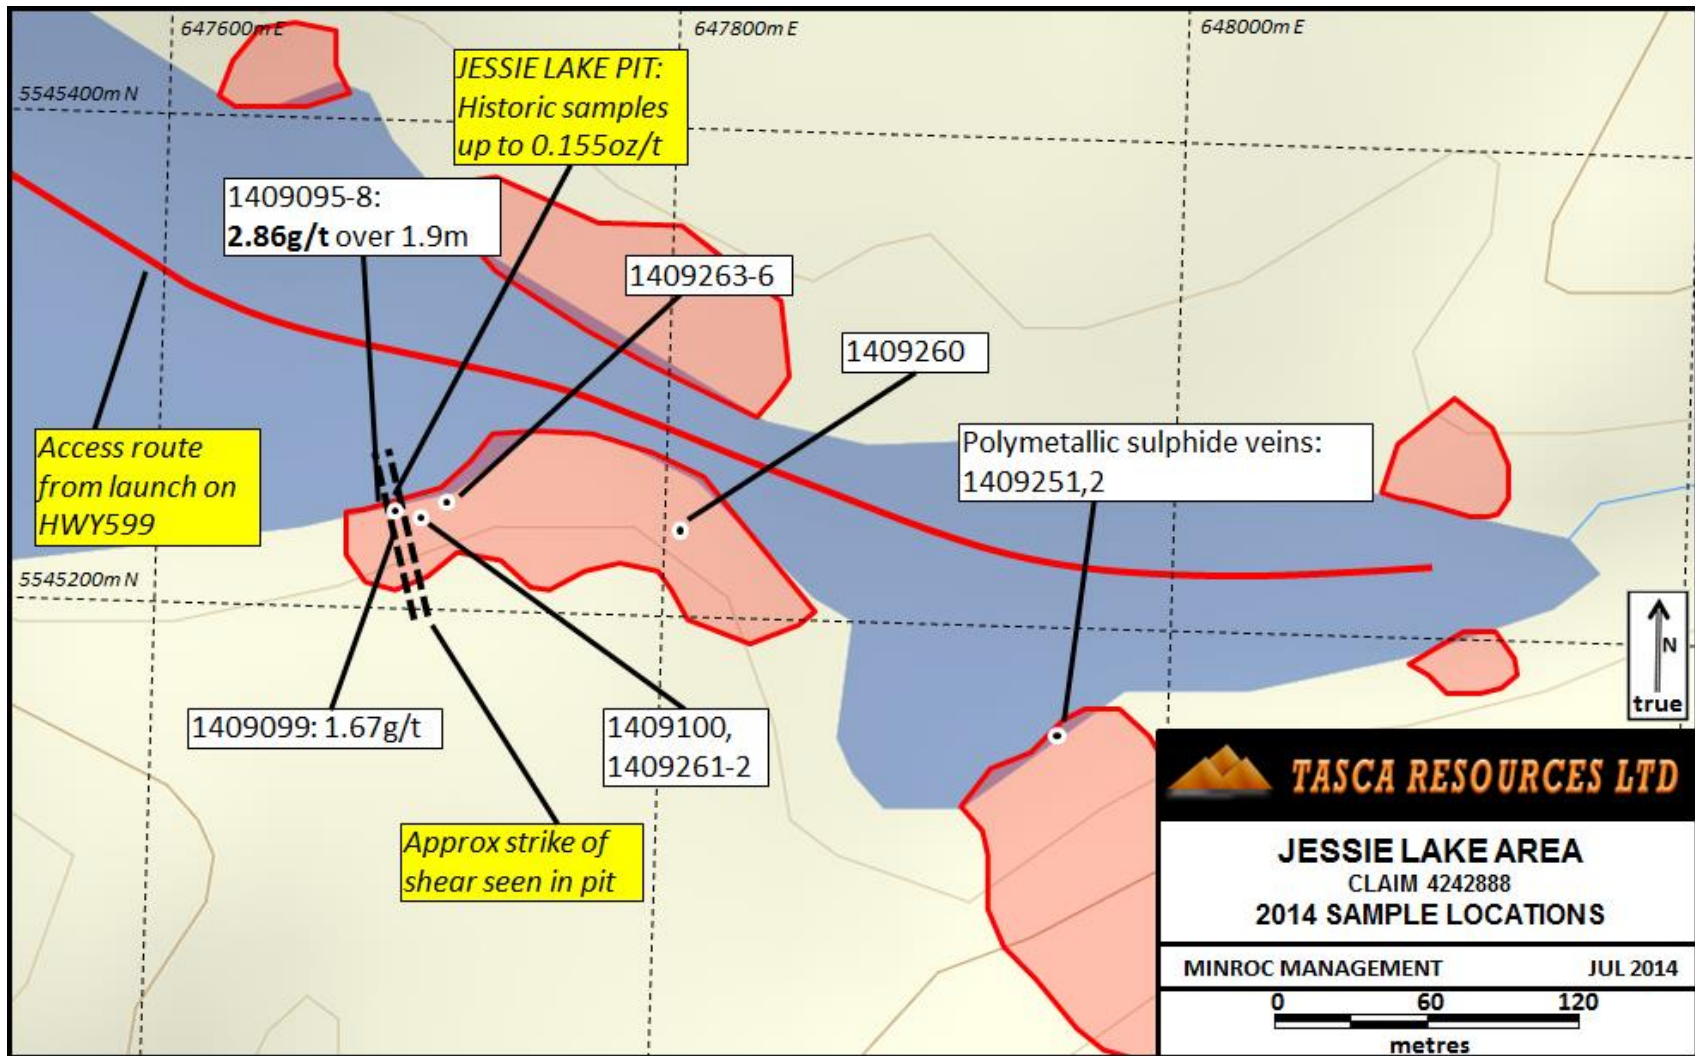 647600m E
647800m E
648000m E
5545400m N
JESSIE LAKE PIT:
Historic samples
up to 0.155oz/t
1409095-8:
2.86g/t over 1.9m
1409263-6
1409260
Access route
from launch on
HWY599
Polymetallic sulphide veins:
1409251,2
5545200m N
1409099: 1.67g/t
1409100,
1409261-2
Approx strike of
shear seen in pit
N
true
TASCA RESOURCES LTD
JESSIE LAKE AREA
CLAIM 4242888
2014 SAMPLE LOCATIONS
MINROC MANAGEMENT JUL 2014
0 60 120
metres